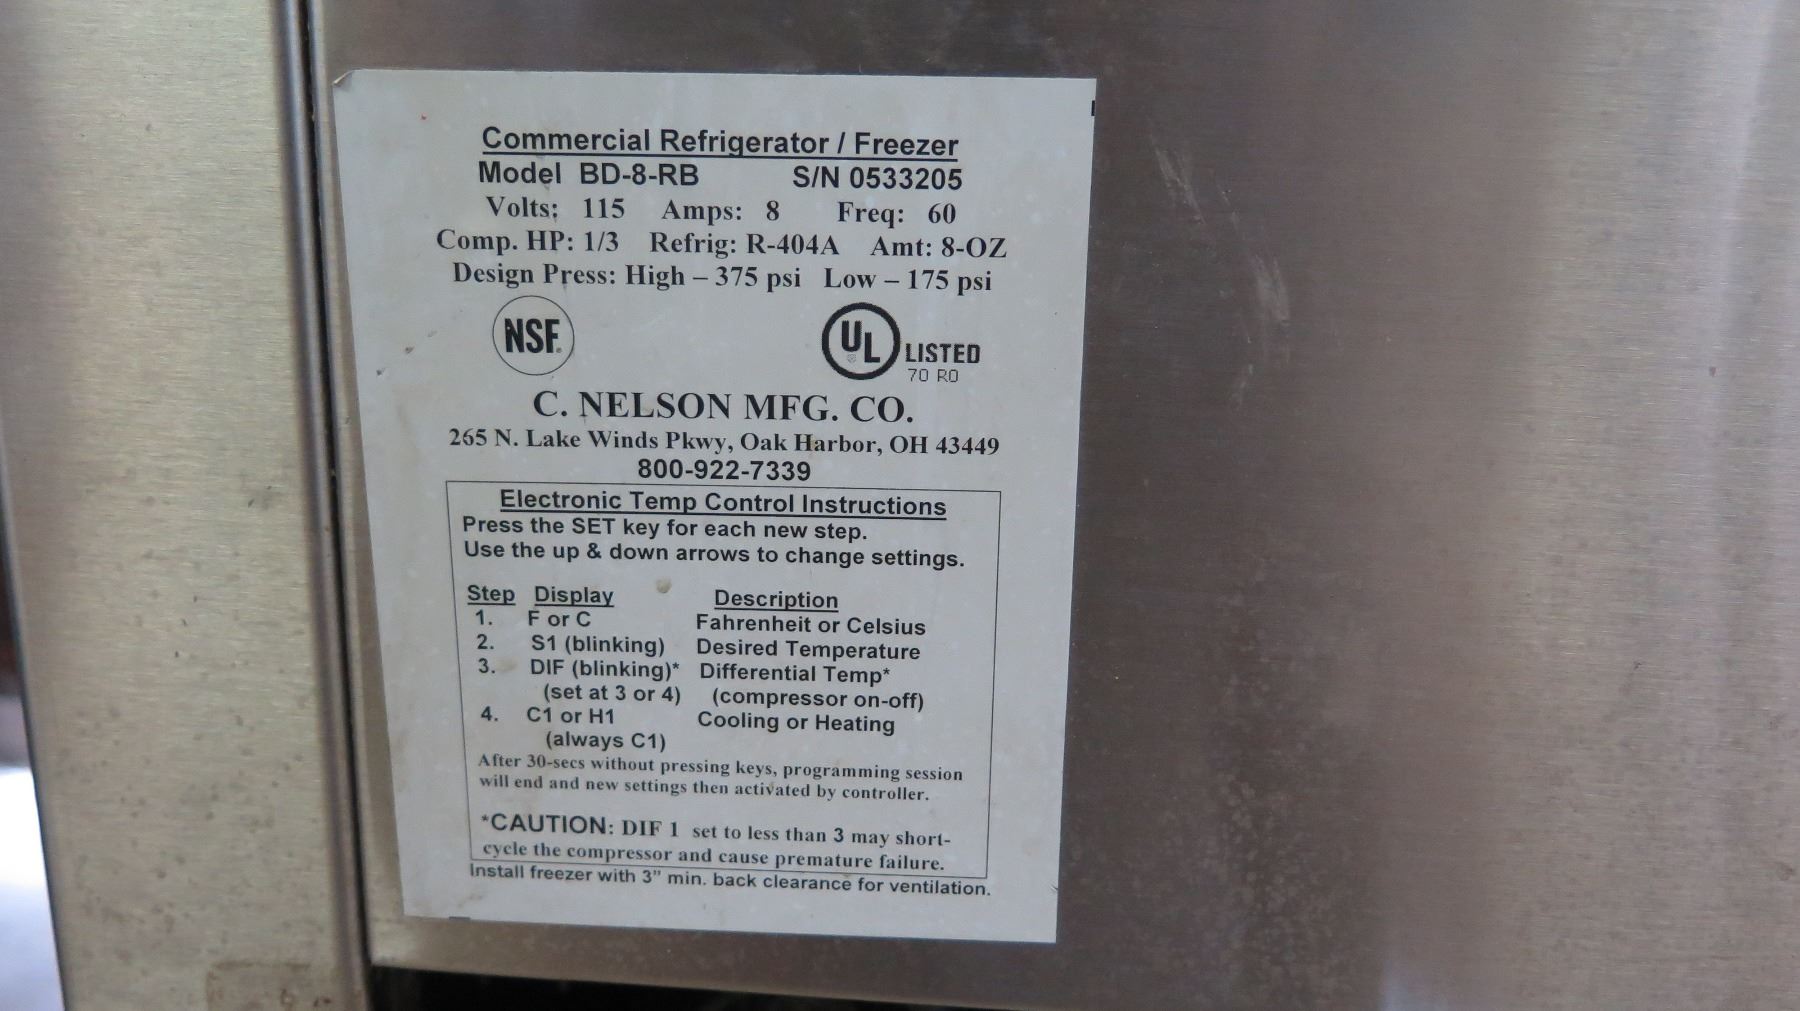 Commercial Refrigerator / Freezer
Model BD-8-RB S/N 0533205
Volts: 115 Amps: 8 Freq: 60
Comp. HP: 1/3 Refrig: R-404A Amt: 8-OZ
Design Press: High – 375 psi Low – 175 psi
NSF®
UL LISTED
70 R0
C. NELSON MFG. CO.
265 N. Lake Winds Pkwy, Oak Harbor, OH 43449
800-922-7339
Electronic Temp Control Instructions
Press the SET key for each new step.
Use the up & down arrows to change settings.
Step Display Description
1. F or C Fahrenheit or Celsius
2. S1 (blinking) Desired Temperature
3. DIF (blinking)* Differential Temp*
(set at 3 or 4) (compressor on-off)
4. C1 or H1 Cooling or Heating
(always C1)
After 30-secs without pressing keys, programming session
will end and new settings then activated by controller.
*CAUTION: DIF 1 set to less than 3 may short-
cycle the compressor and cause premature failure.
Install freezer with 3” min. back clearance for ventilation.